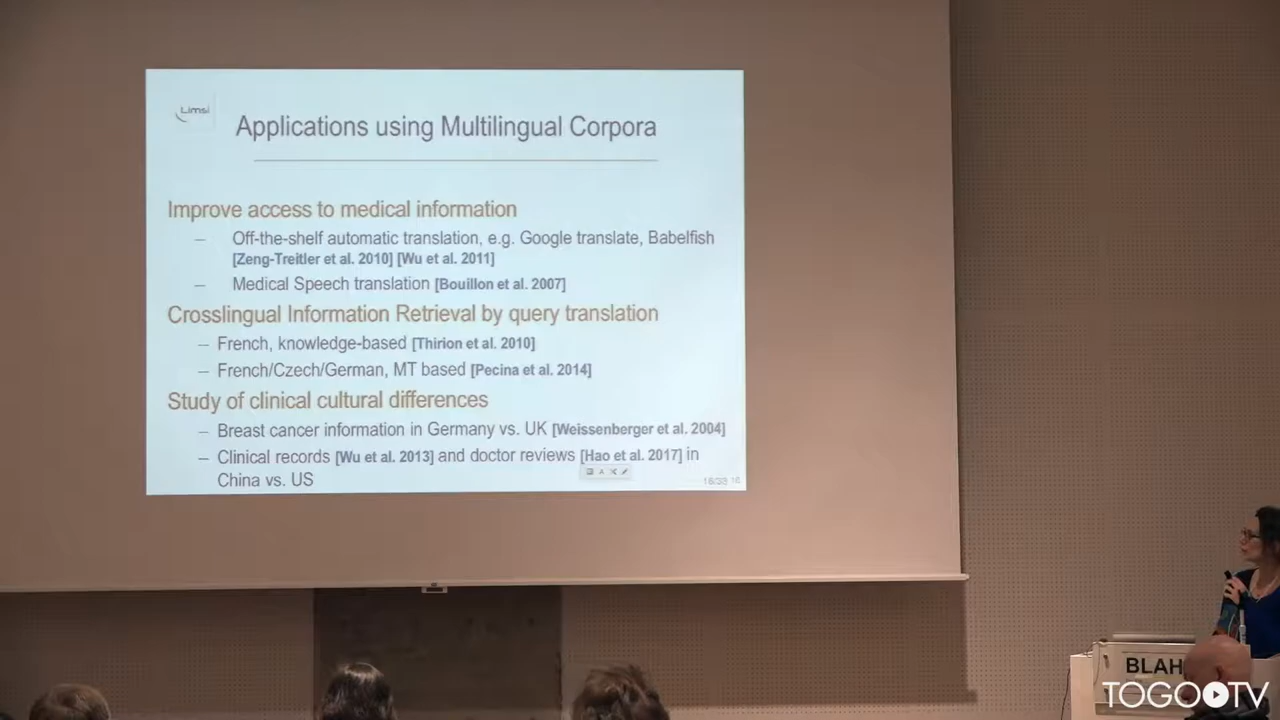 Limsi
Applications using Multilingual Corpora
Improve access to medical information
– Off-the-shelf automatic translation, e.g. Google translate, Babelfish
[Zeng-Treitler et al. 2010] [Wu et al. 2011]
– Medical Speech translation [Bouillon et al. 2007]
Crosslingual Information Retrieval by query translation
– French, knowledge-based [Thirion et al. 2010]
– French/Czech/German, MT based [Pecina et al. 2014]
Study of clinical cultural differences
– Breast cancer information in Germany vs. UK [Weissenberger et al. 2004]
– Clinical records [Wu et al. 2013] and doctor reviews [Hao et al. 2017] in
China vs. US
BLAH
TOGOTV